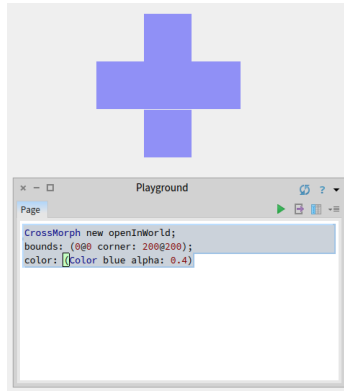 Playground
?
Page
CrossMorph new openInWorld;
bounds: (0@0 corner: 200@200);
color: (Color blue alpha: 0.4)